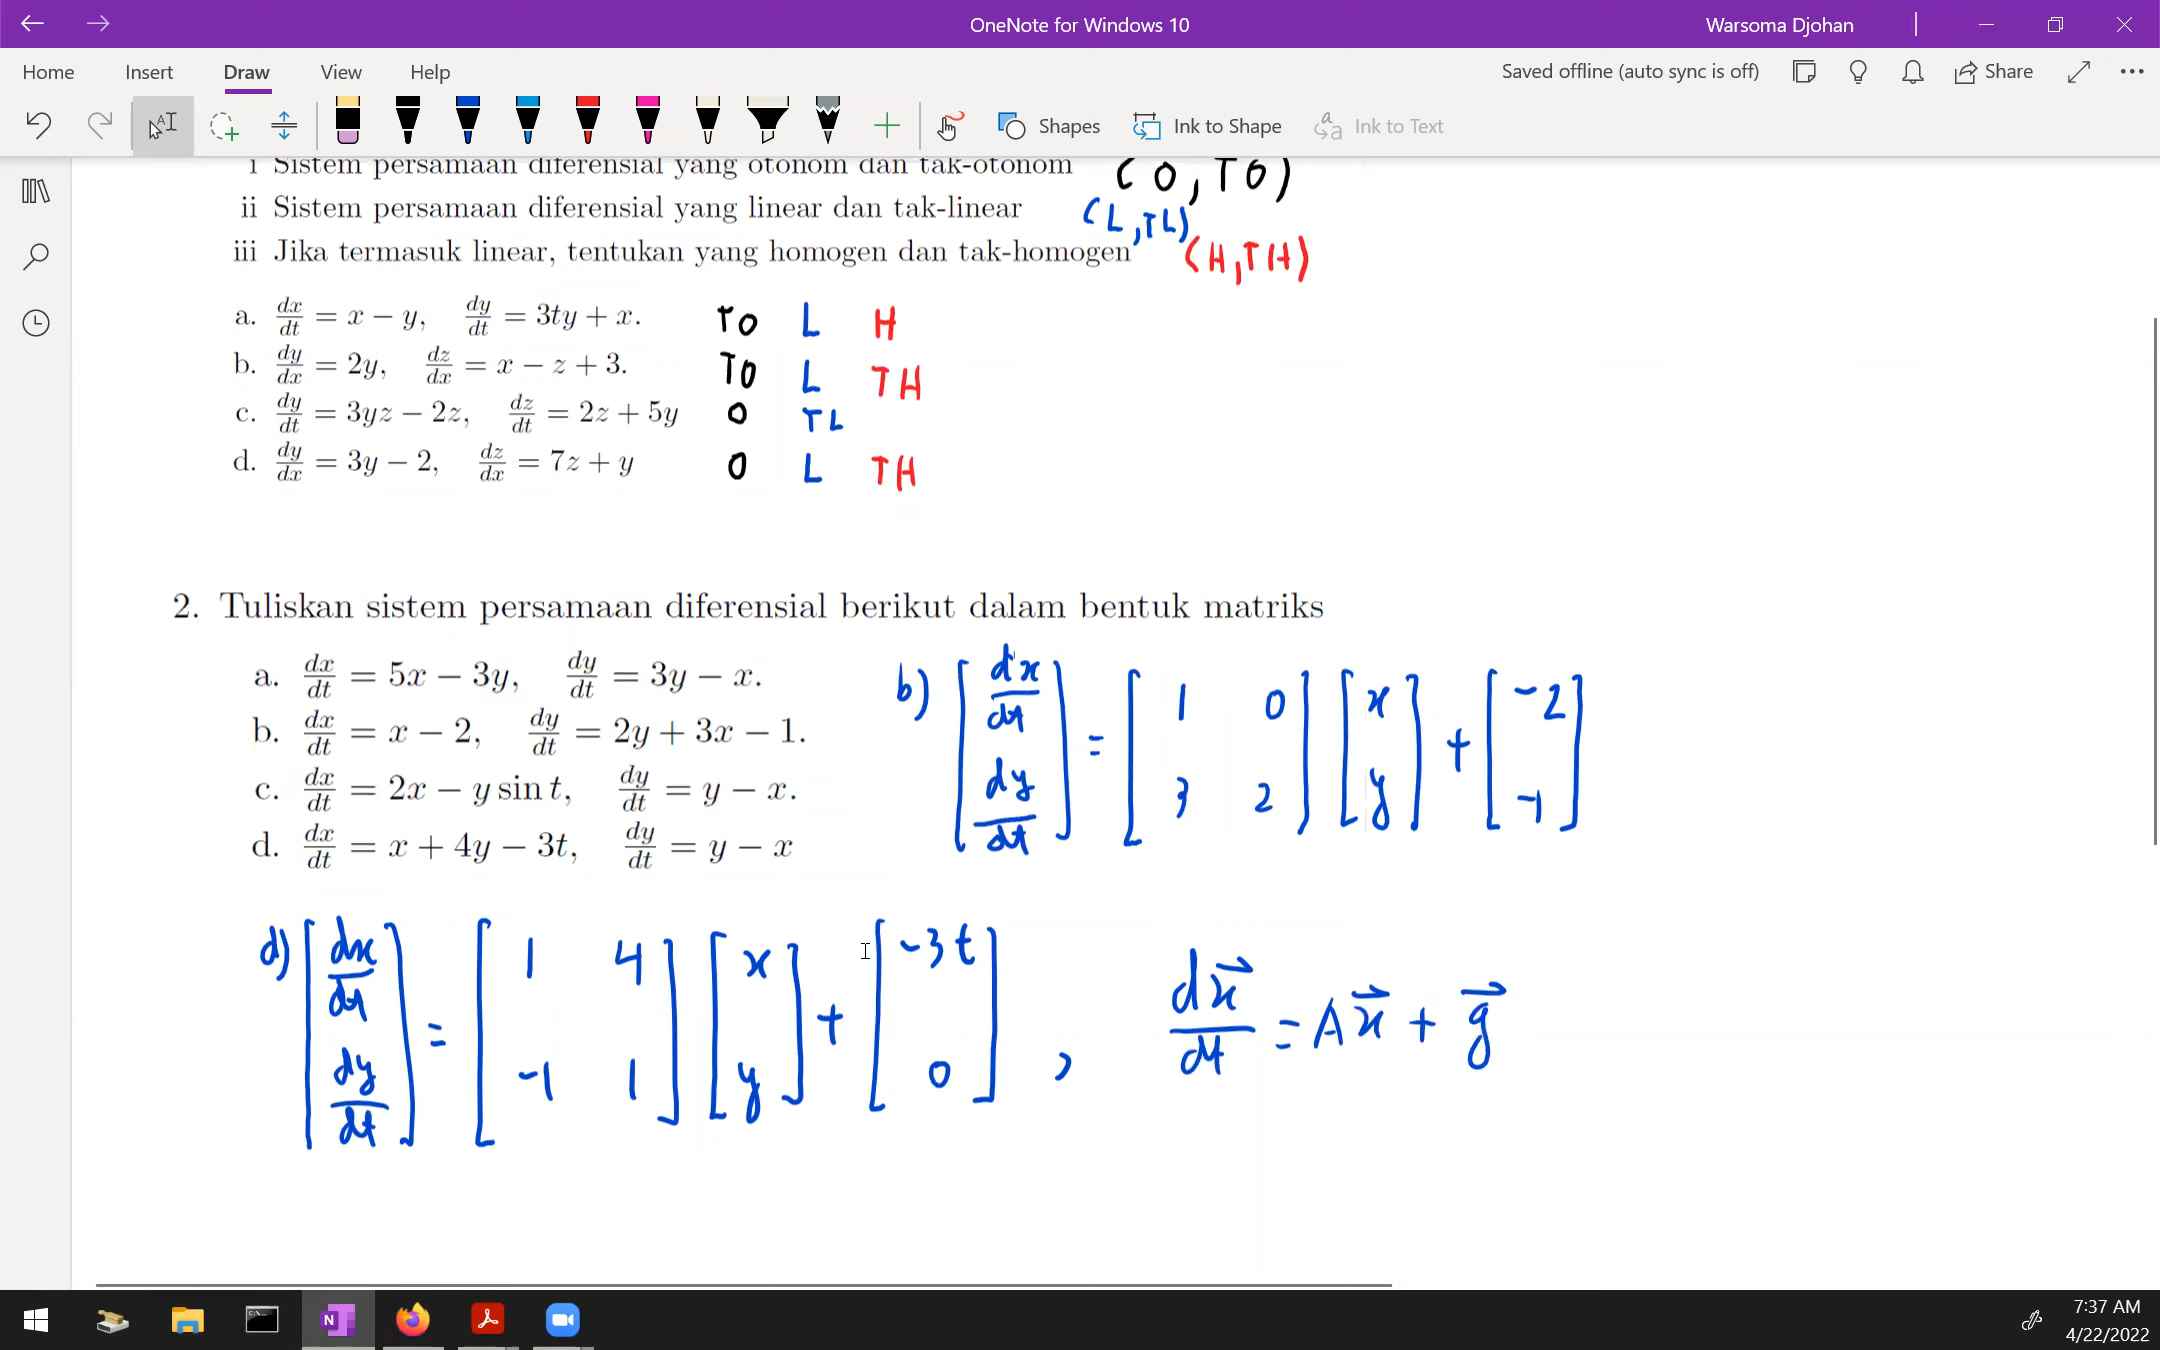 OneNote for Windows 10
Warsoma Djohan
Home Insert Draw View Help
Saved offline (auto sync is off) Share
Shapes Ink to Shape Ink to Text
i Sistem persamaan diferensial yang otonom dan tak-otonom (O, TO)
ii Sistem persamaan diferensial yang linear dan tak-linear (L, TL)
iii Jika termasuk linear, tentukan yang homogen dan tak-homogen (H, TH)
a. dx/dt = x − y, dy/dt = 3ty + x. TO L H
b. dy/dx = 2y, dz/dx = x − z + 3. TO L TH
c. dy/dt = 3yz − 2z, dz/dt = 2z + 5y O TL
d. dy/dx = 3y − 2, dz/dx = 7z + y O L TH
2. Tuliskan sistem persamaan diferensial berikut dalam bentuk matriks
a. dx/dt = 5x − 3y, dy/dt = 3y − x.
b. dx/dt = x − 2, dy/dt = 2y + 3x − 1.
c. dx/dt = 2x − y sin t, dy/dt = y − x.
d. dx/dt = x + 4y − 3t, dy/dt = y − x
b) [dx/dt; dy/dt] = [1 0; 3 2] [x; y] + [-2; -1]
d) [dx/dt; dy/dt] = [1 4; -1 1] [x; y] + [-3t; 0] , dx⃗/dt = Ax⃗ + g⃗
7:37 AM
4/22/2022